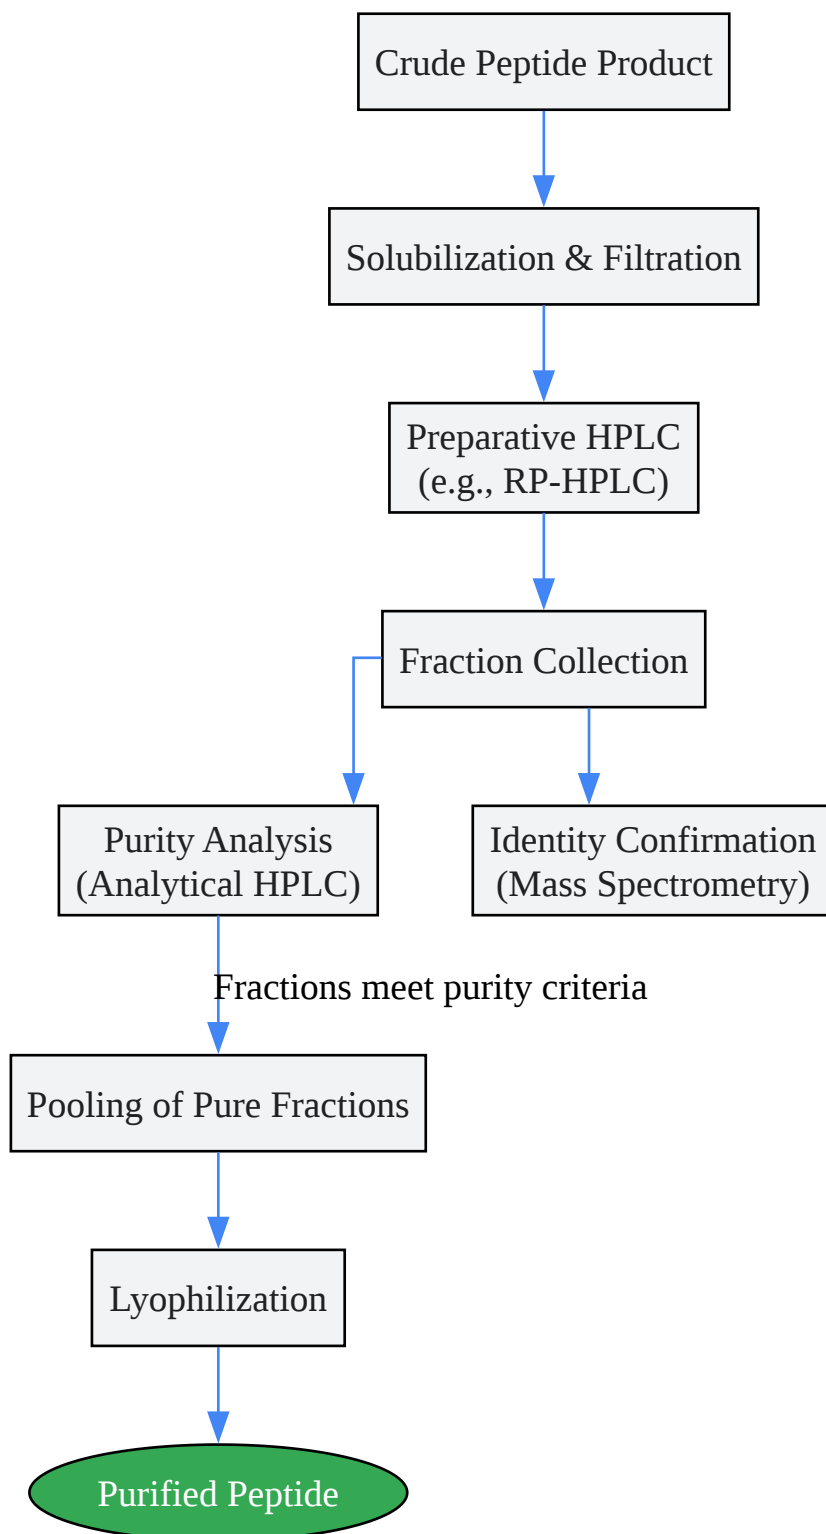 Crude Peptide Product
Solubilization & Filtration
Preparative HPLC
(e.g., RP-HPLC)
Fraction Collection
Purity Analysis
(Analytical HPLC)
Identity Confirmation
(Mass Spectrometry)
Fractions meet purity criteria
Pooling of Pure Fractions
Lyophilization
Purified Peptide